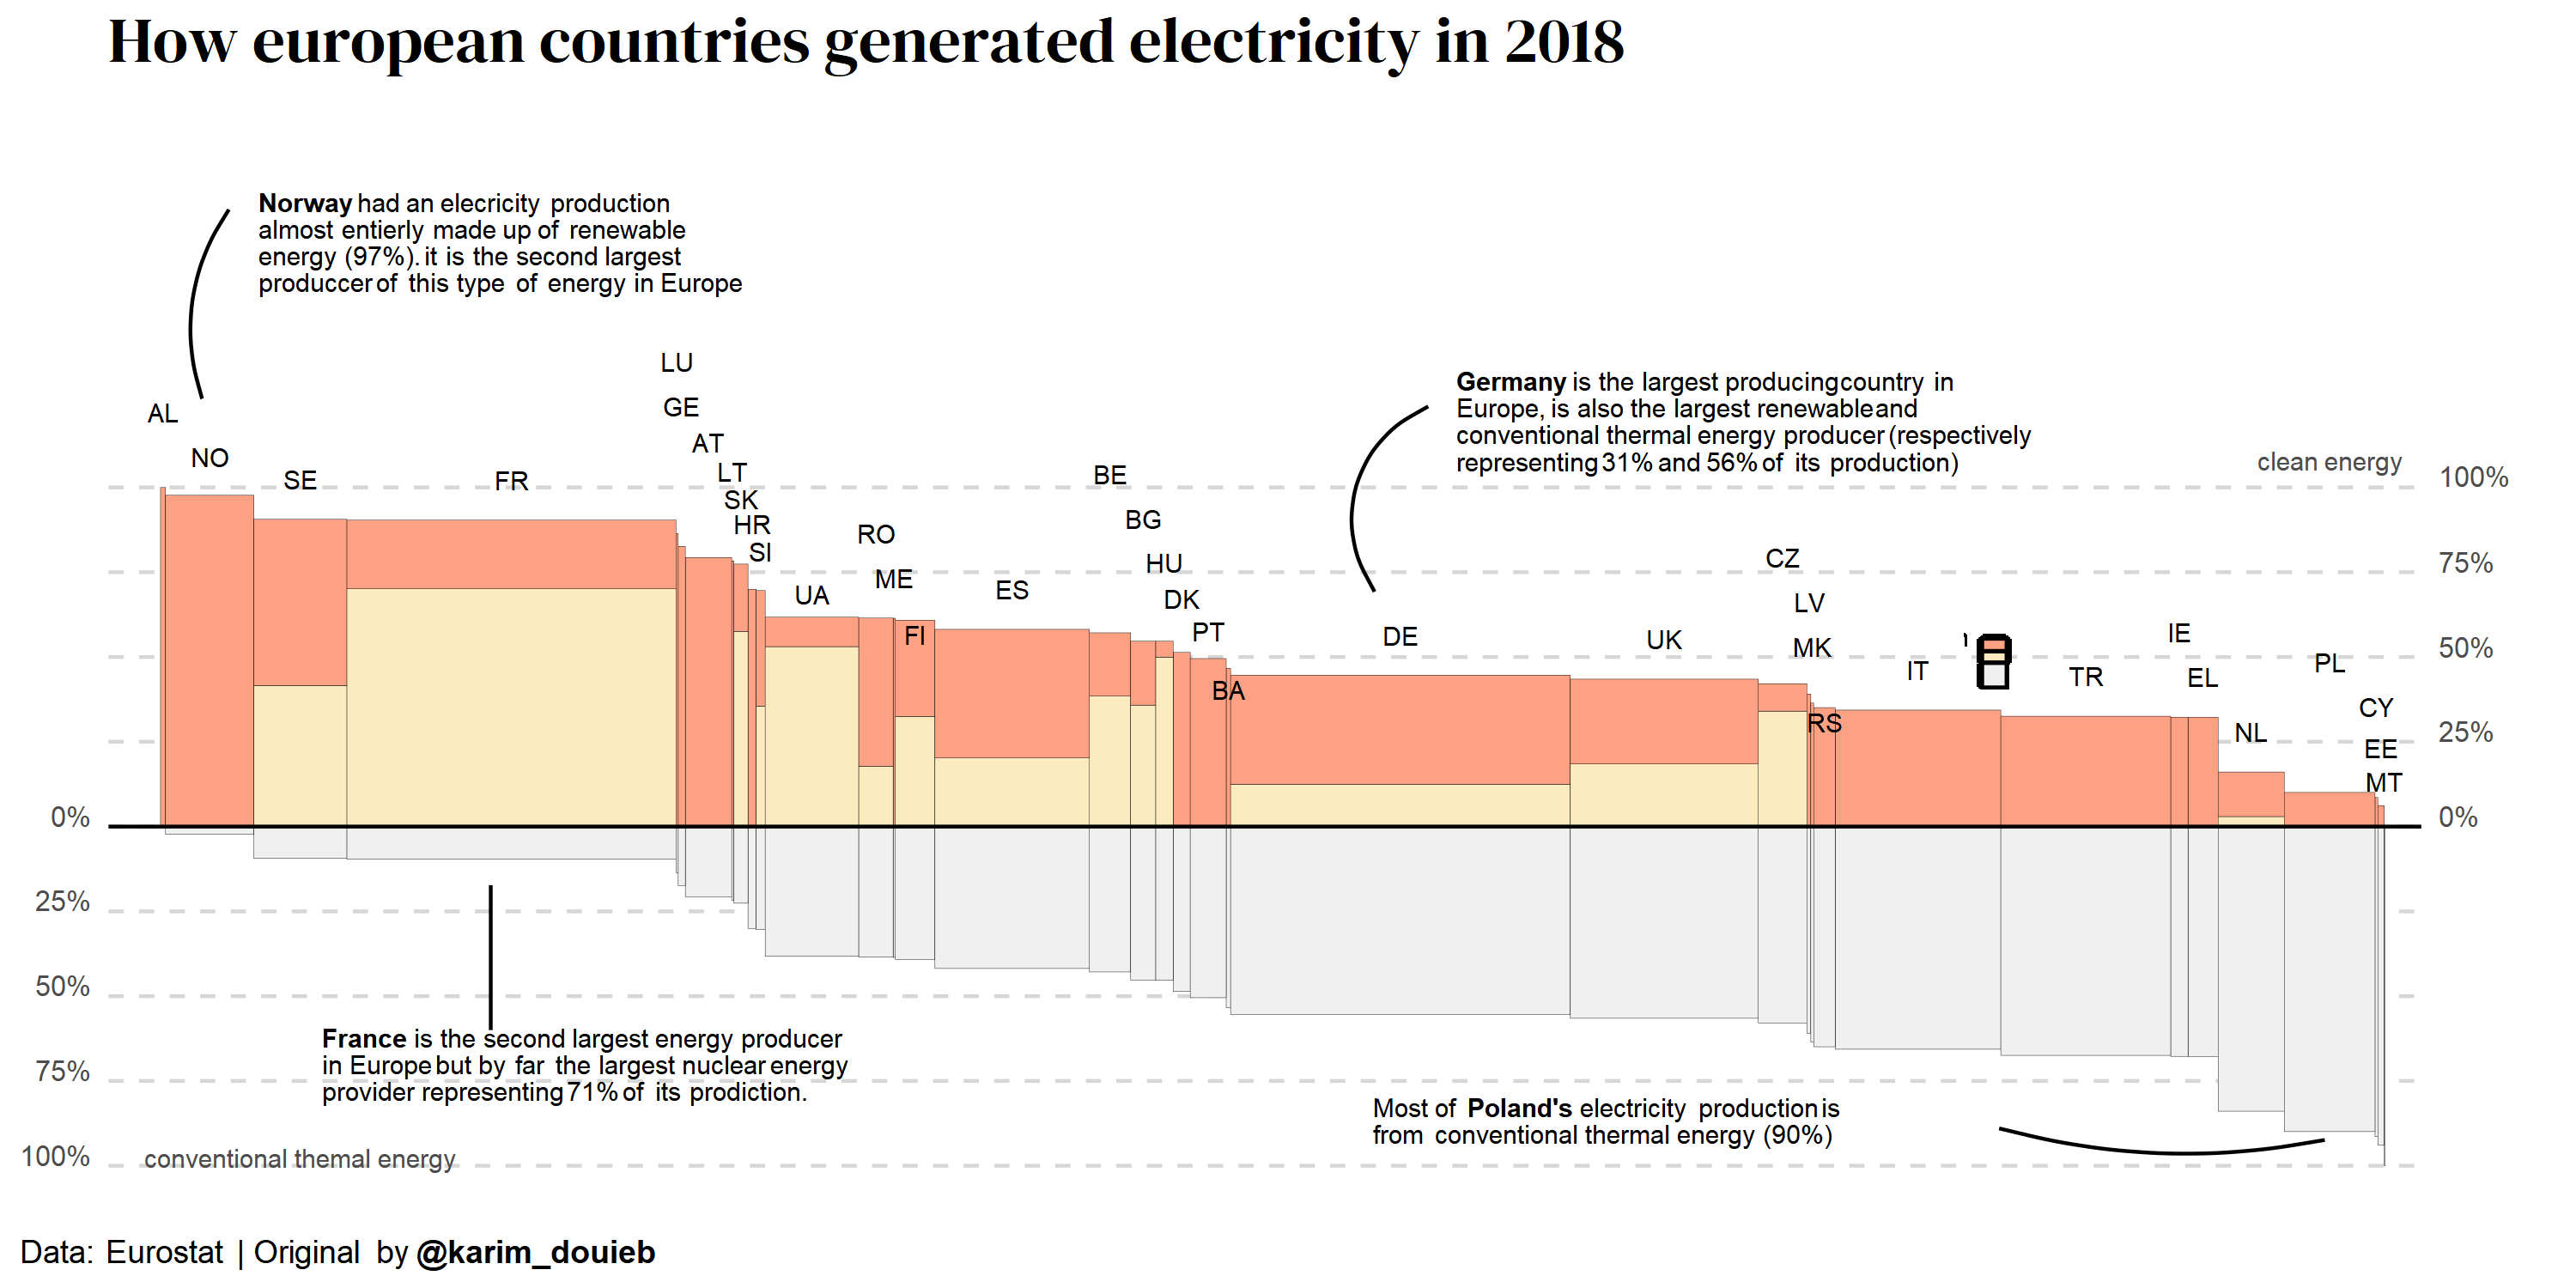 How european countries generated electricity in 2018
Norway had an elecricity production
almost entierly made up of renewable
energy (97%). it is the second largest
produccer of this type of energy in Europe
LU
GE
AL
AT
NO
LT
SE
FR
SK
HR
SI
RO
ME
UA
FI
ES
BE
BG
HU
DK
PT
BA
Germany is the largest producing country in
Europe, is also the largest renewable and
conventional thermal energy producer (respectively
representing 31% and 56% of its production)
DE
UK
CZ
LV
MK
RS
IT
TR
IE
EL
NL
PL
CY
EE
MT
clean energy
100%
75%
50%
25%
0%
0%
25%
50%
75%
100%
conventional themal energy
France is the second largest energy producer
in Europe but by far the largest nuclear energy
provider representing 71% of its prodiction.
Most of Poland's electricity production is
from conventional thermal energy (90%)
Data: Eurostat | Original by @karim_douieb